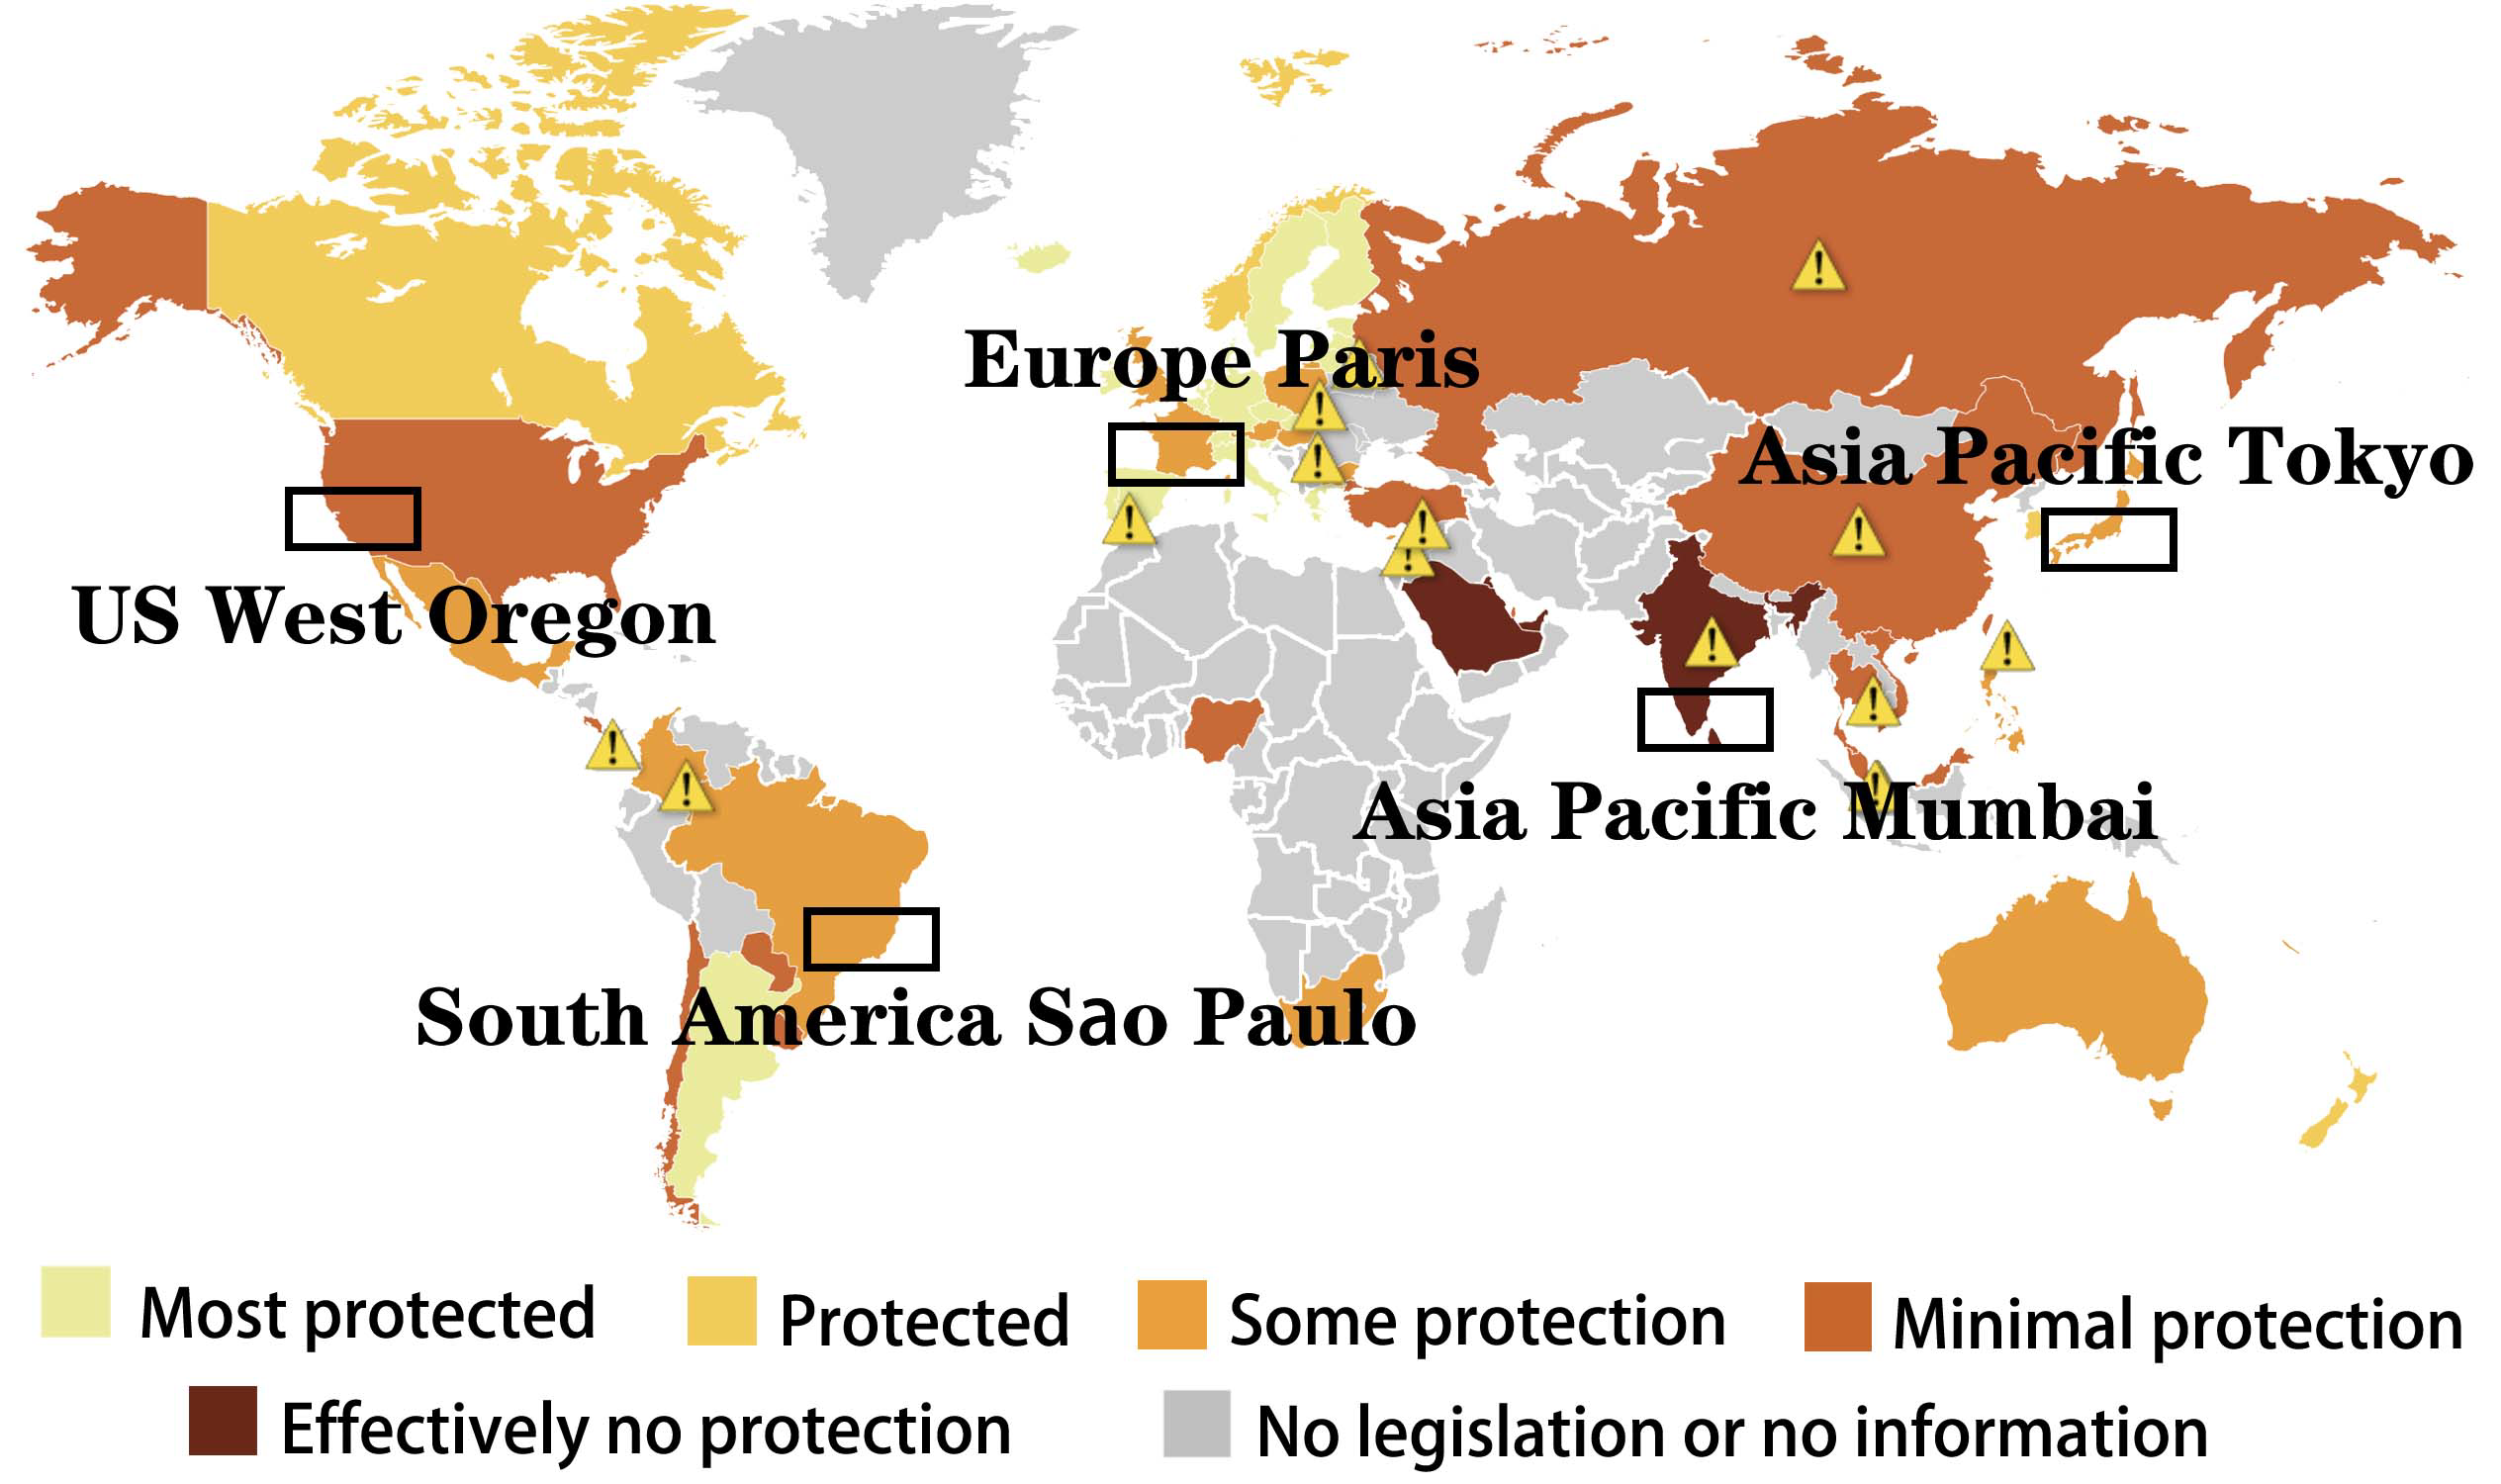 Europe Paris
Asia Pacific Tokyo
US West Oregon
Asia Pacific Mumbai
South America Sao Paulo
Most protected
Protected
Some protection
Minimal protection
Effectively no protection
No legislation or no information